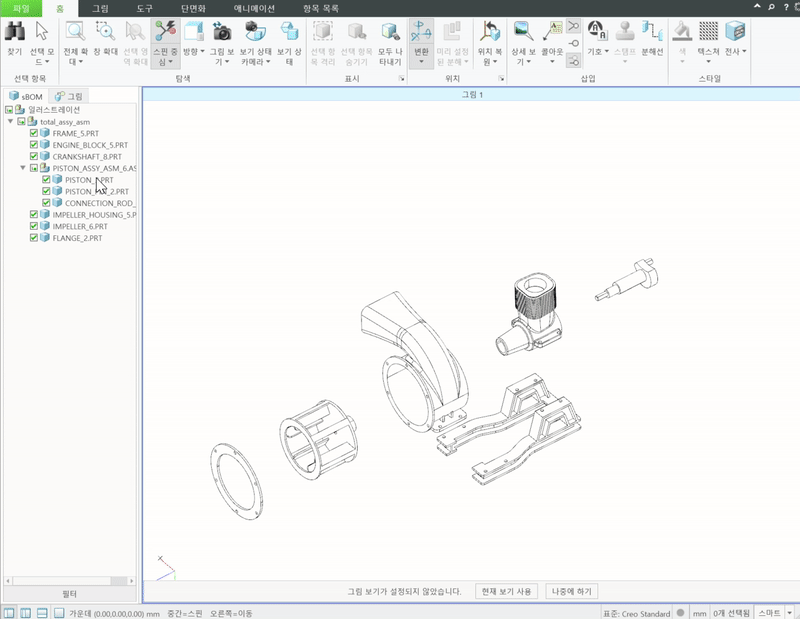 파일 홈 그림 도구 단면화 애니메이션 항목 목록
찾기 선택 모드 전체 확대 창 확대 선택 영역 확대 스핀 중심 방향 그림 보기 보기 상태 카메라 보기 상태 선택 항목 격리 선택 항목 숨기기 모두 나타내기 변환 미리 설정된 분해 위치 복원 상세 보기 콜아웃 기호 스탬프 분해선 색 텍스쳐 전사
선택 항목 탐색 표시 위치 삽입 스타일
sBOM 그림
일러스트레이션
total_assy_asm
FRAME_5.PRT
ENGINE_BLOCK_5.PRT
CRANKSHAFT_8.PRT
PISTON_ASSY_ASM_6.AS
PISTON_
PRT
PISTON_
2.PRT
CONNECTION_ROD_
IMPELLER_HOUSING_5.P
IMPELLER_6.PRT
FLANGE_2.PRT
필터
그림 1
그림 보기가 설정되지 않았습니다. 현재 보기 사용 나중에 하기
가운데 (0.00,0.00,0.00) mm 중간=스핀 오른쪽=이동 표준: Creo Standard mm 0개 선택됨 스마트